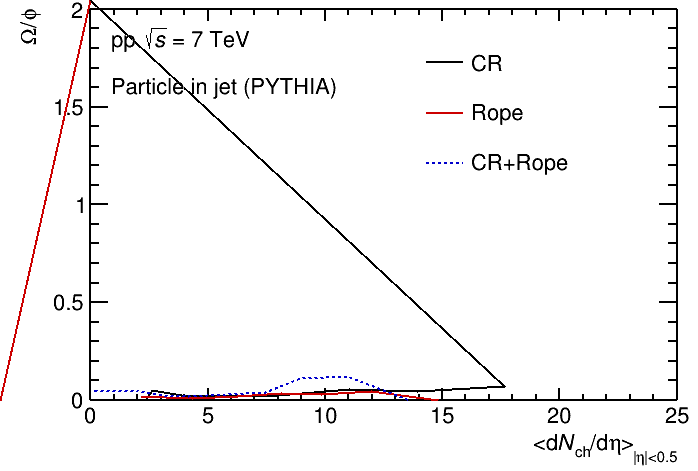 Ω/φ
pp √s = 7 TeV
Particle in jet (PYTHIA)
CR
Rope
CR+Rope
2
1.5
1
0.5
0
0 5 10 15 20 25
<dN_ch/dη>_|η|<0.5